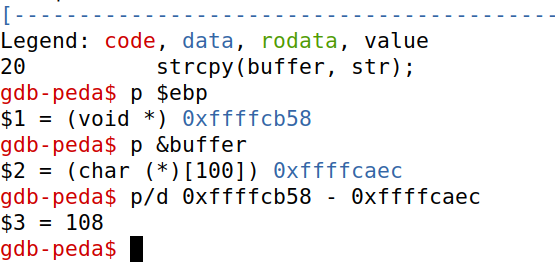 [------------------------------------------
Legend: code, data, rodata, value
20          strcpy(buffer, str);
gdb-peda$ p $ebp
$1 = (void *) 0xffffcb58
gdb-peda$ p &buffer
$2 = (char (*)[100]) 0xffffcaec
gdb-peda$ p/d 0xffffcb58 - 0xffffcaec
$3 = 108
gdb-peda$